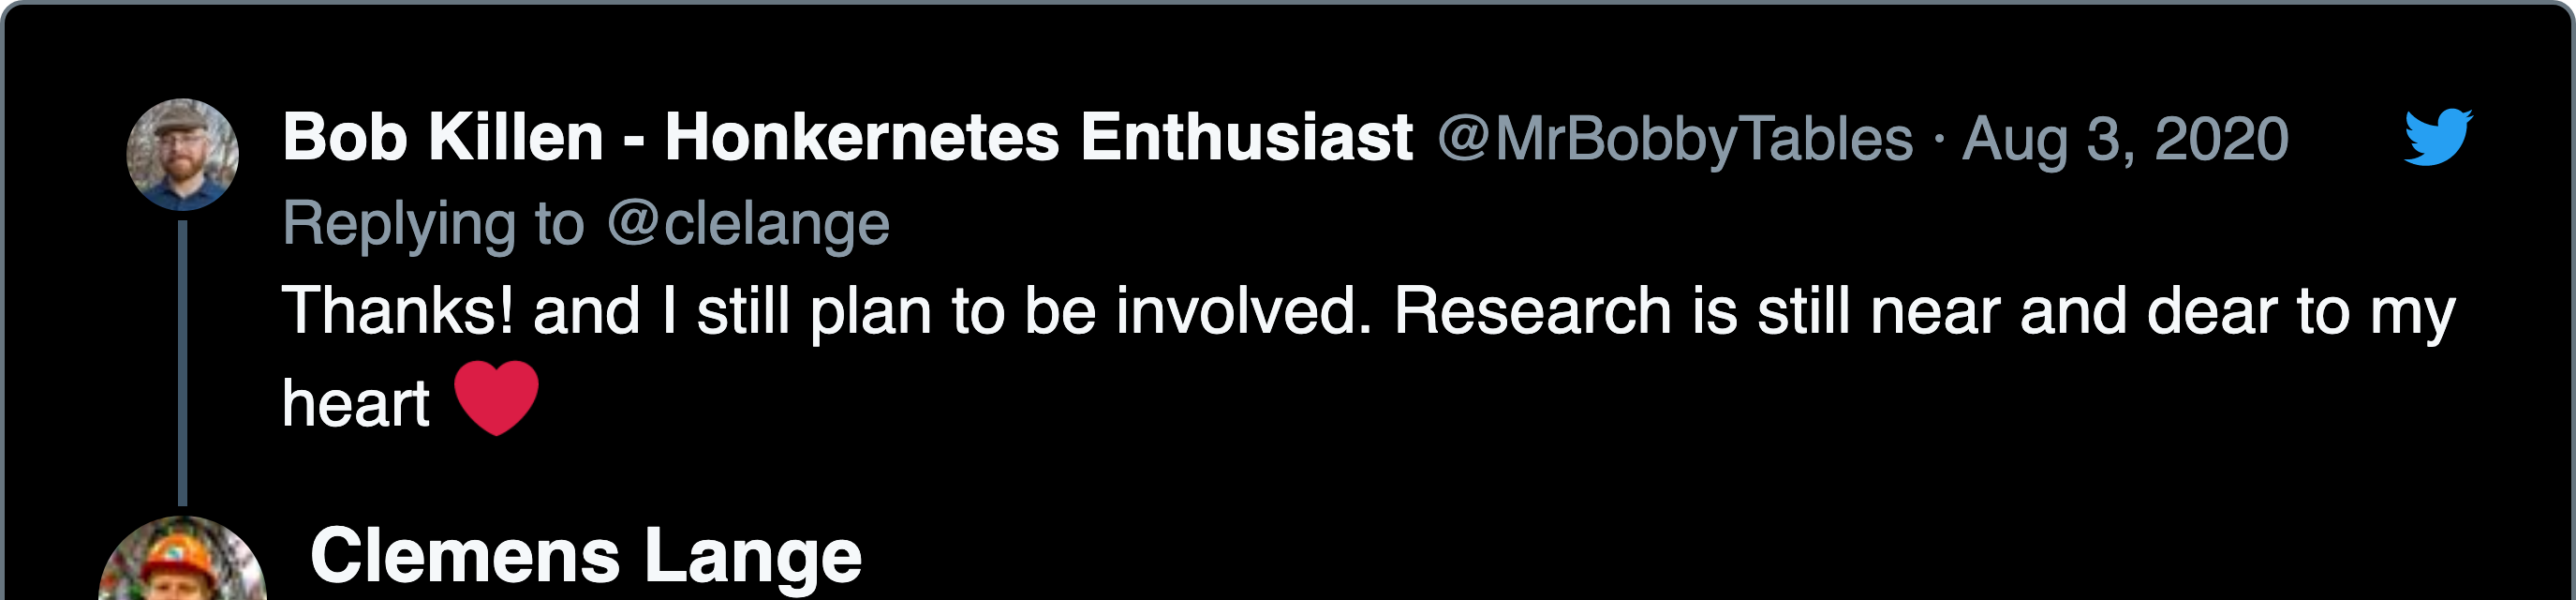 Bob Killen - Honkernetes Enthusiast @MrBobbyTables · Aug 3, 2020
Replying to @clelange
Thanks! and I still plan to be involved. Research is still near and dear to my
heart ❤️
Clemens Lange